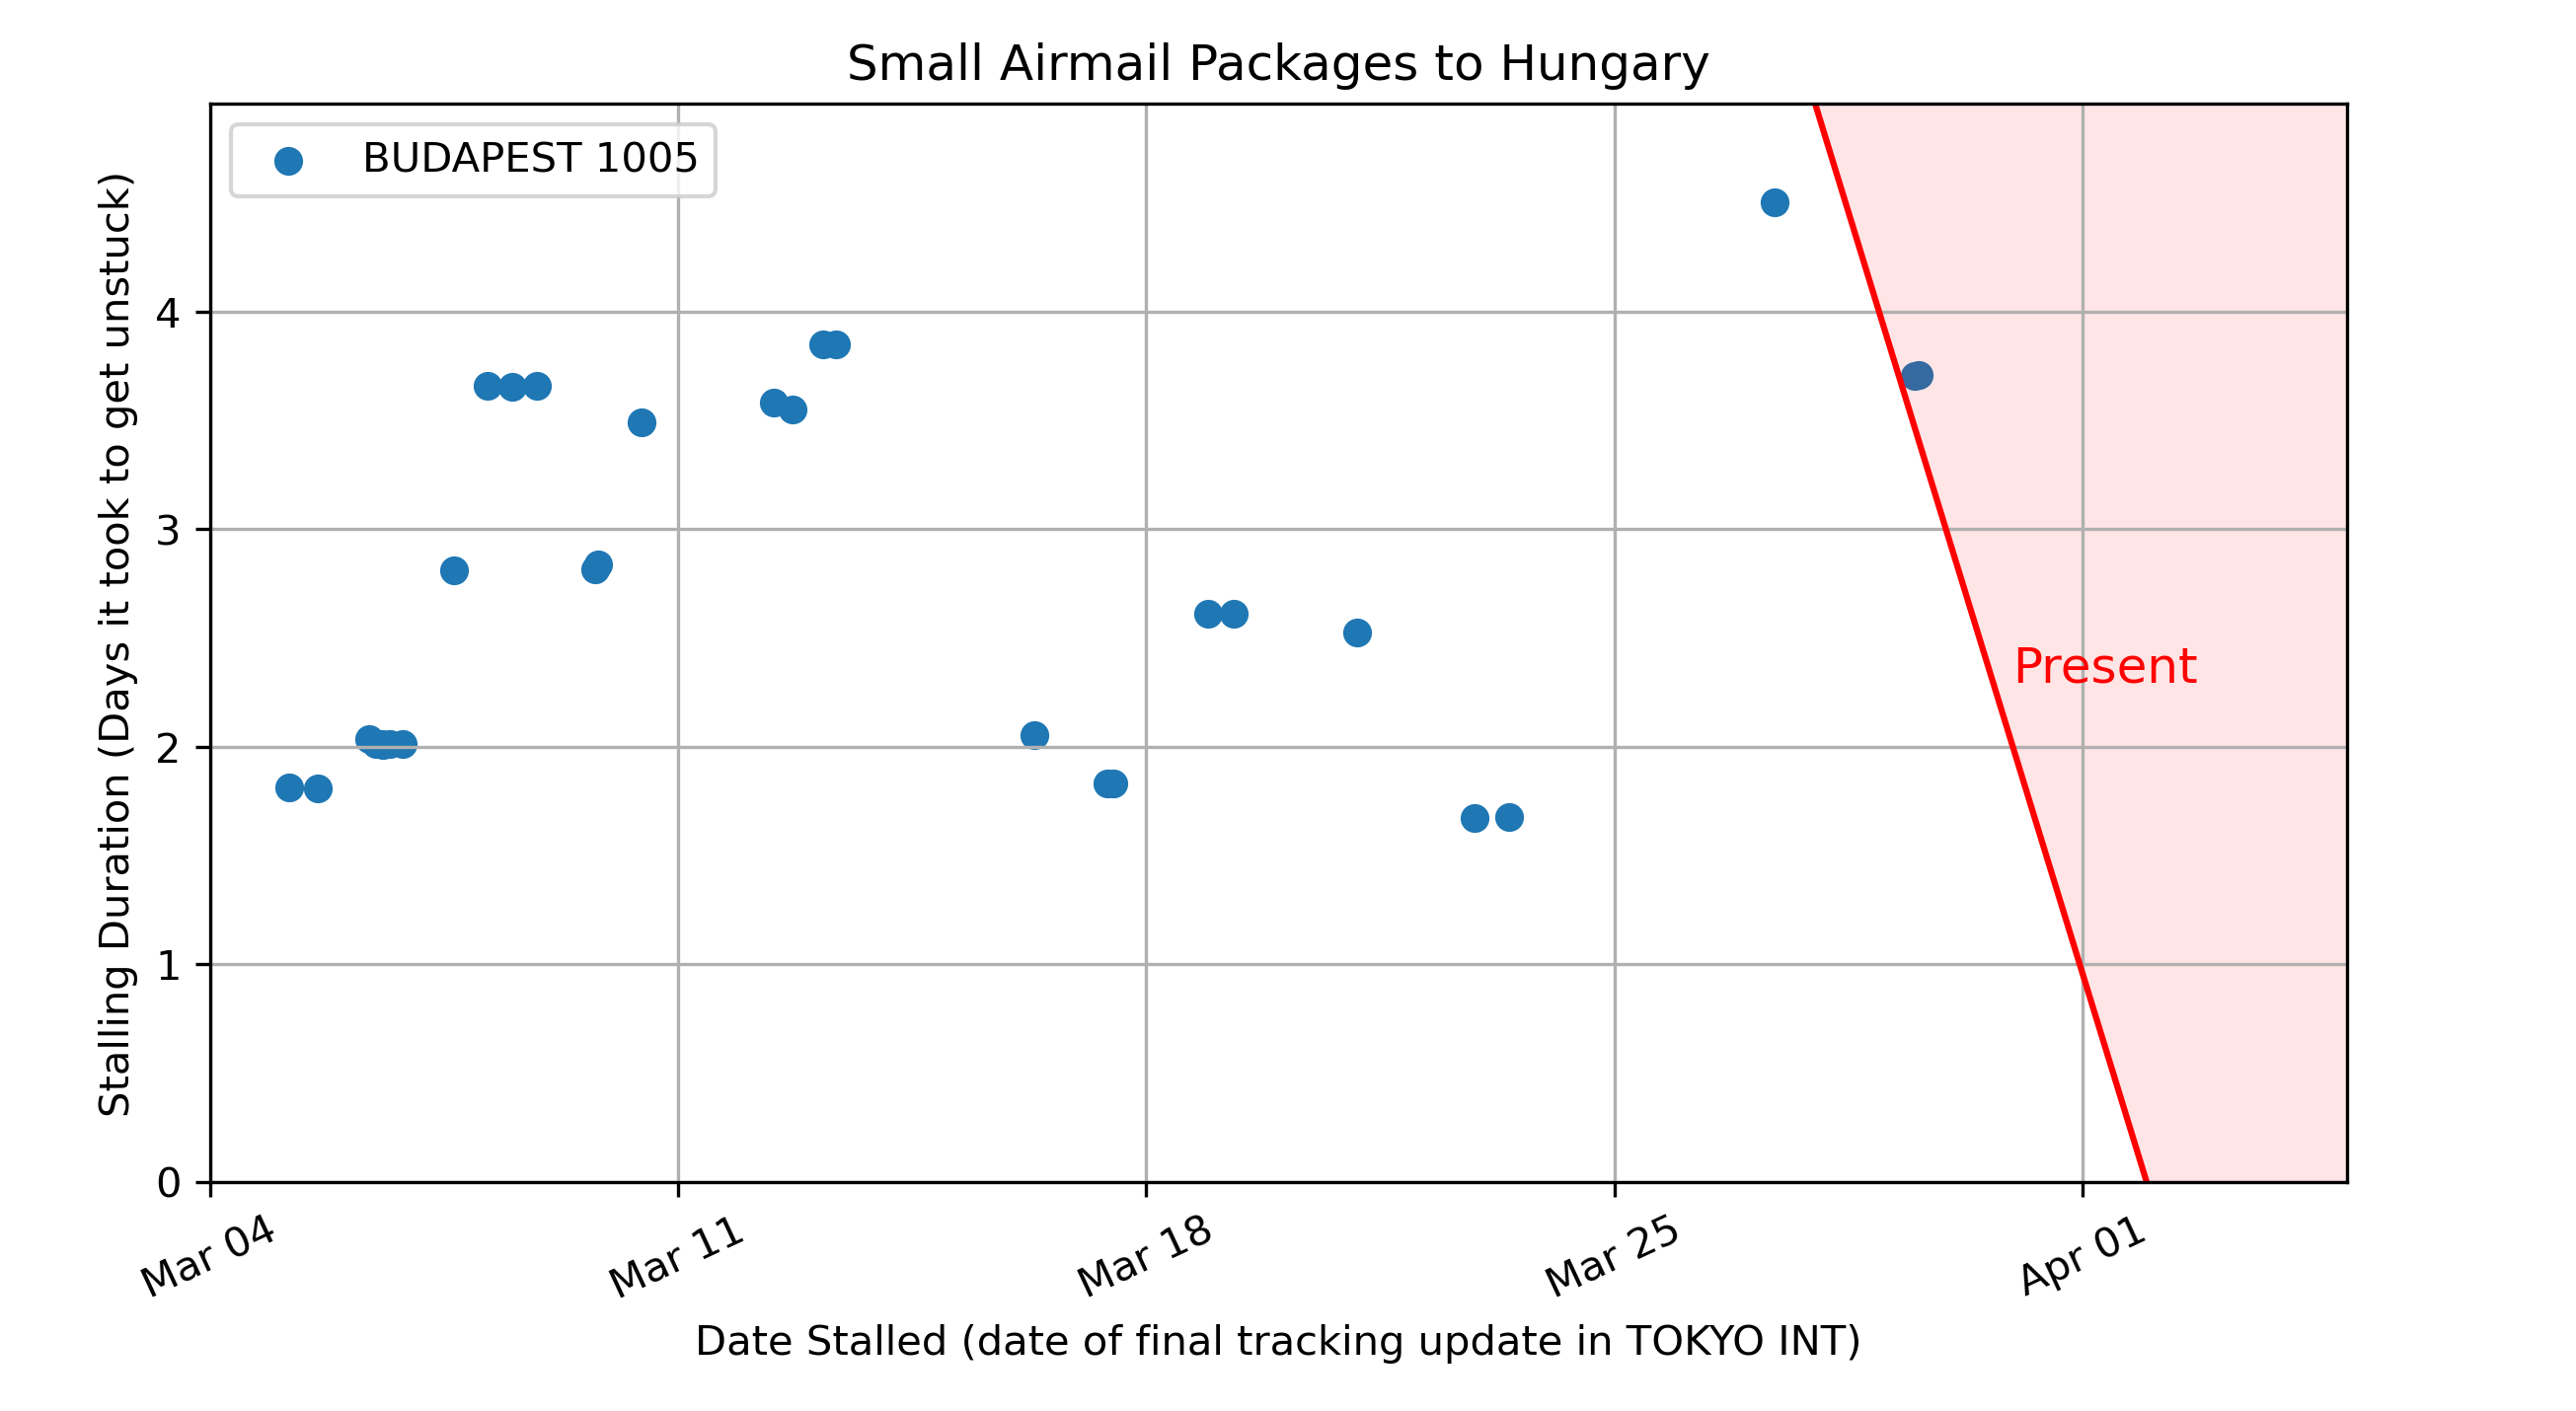 Small Airmail Packages to Hungary
BUDAPEST 1005
Stalling Duration (Days it took to get unstuck)
4
3
2
1
0
Present
Mar 04
Mar 11
Mar 18
Mar 25
Apr 01
Date Stalled (date of final tracking update in TOKYO INT)